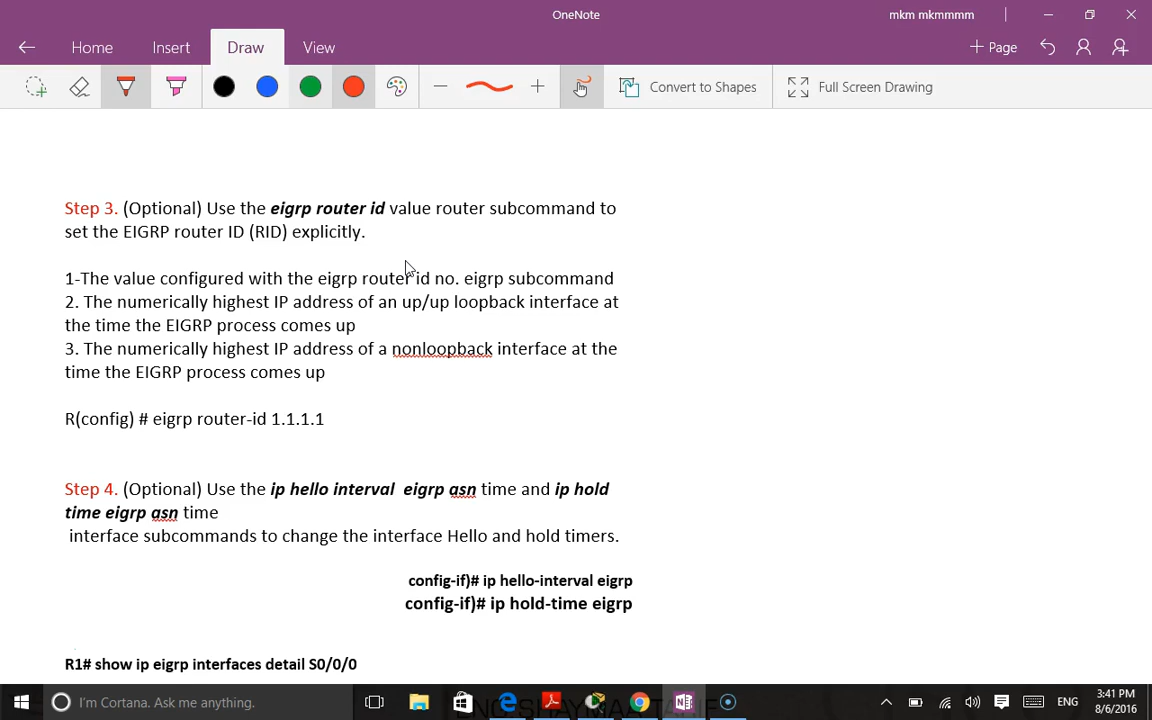 OneNote
mkm mkmmmm
Home Insert Draw View
Page
Convert to Shapes
Full Screen Drawing
Step 3. (Optional) Use the eigrp router id value router subcommand to
set the EIGRP router ID (RID) explicitly.
1-The value configured with the eigrp router id no. eigrp subcommand
2. The numerically highest IP address of an up/up loopback interface at
the time the EIGRP process comes up
3. The numerically highest IP address of a nonloopback interface at the
time the EIGRP process comes up
R(config) # eigrp router-id 1.1.1.1
Step 4. (Optional) Use the ip hello interval eigrp asn time and ip hold
time eigrp asn time
interface subcommands to change the interface Hello and hold timers.
config-if)# ip hello-interval eigrp
config-if)# ip hold-time eigrp
R1# show ip eigrp interfaces detail S0/0/0
I'm Cortana. Ask me anything.
ENG
3:41 PM
8/6/2016